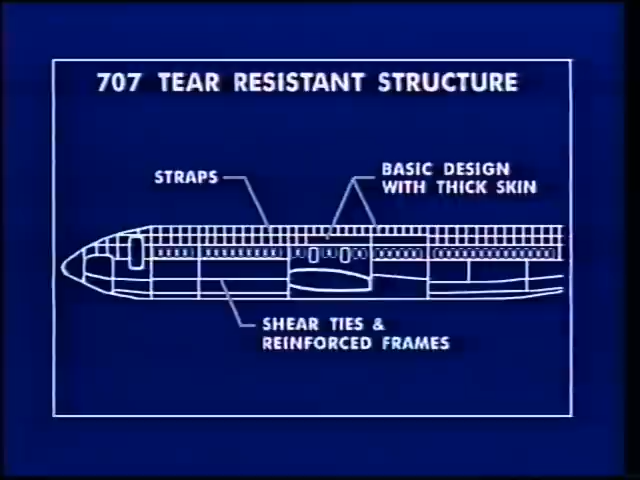 707 TEAR RESISTANT STRUCTURE
STRAPS
BASIC DESIGN
WITH THICK SKIN
SHEAR TIES &
REINFORCED FRAMES